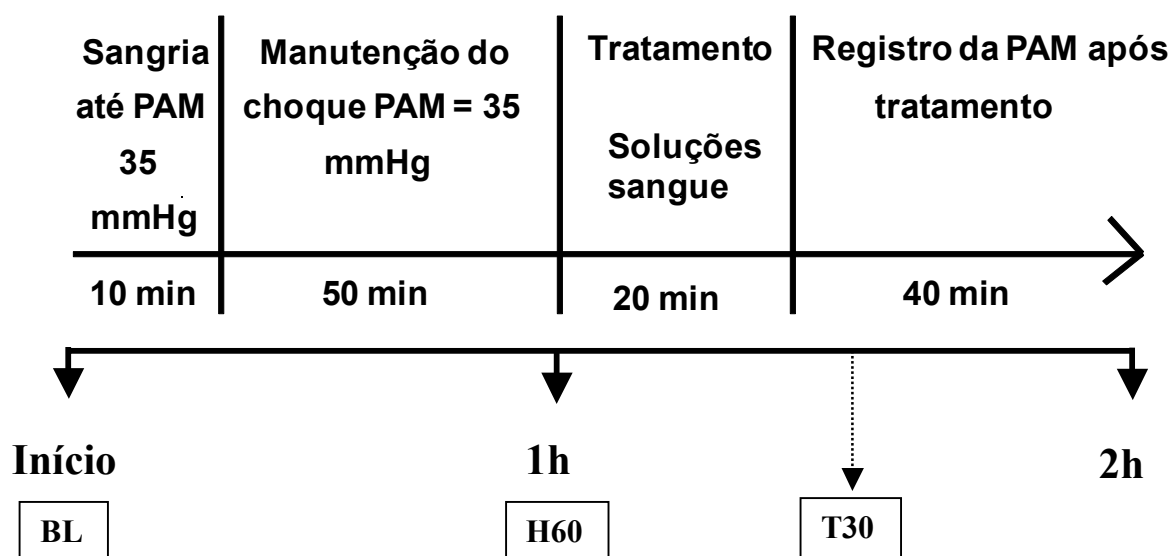 Sangria
até PAM
35
mmHg
Manutenção do
choque PAM = 35
mmHg
Tratamento
Soluções
sangue
Registro da PAM após
tratamento
10 min
50 min
20 min
40 min
Início
1h
2h
BL
H60
T30